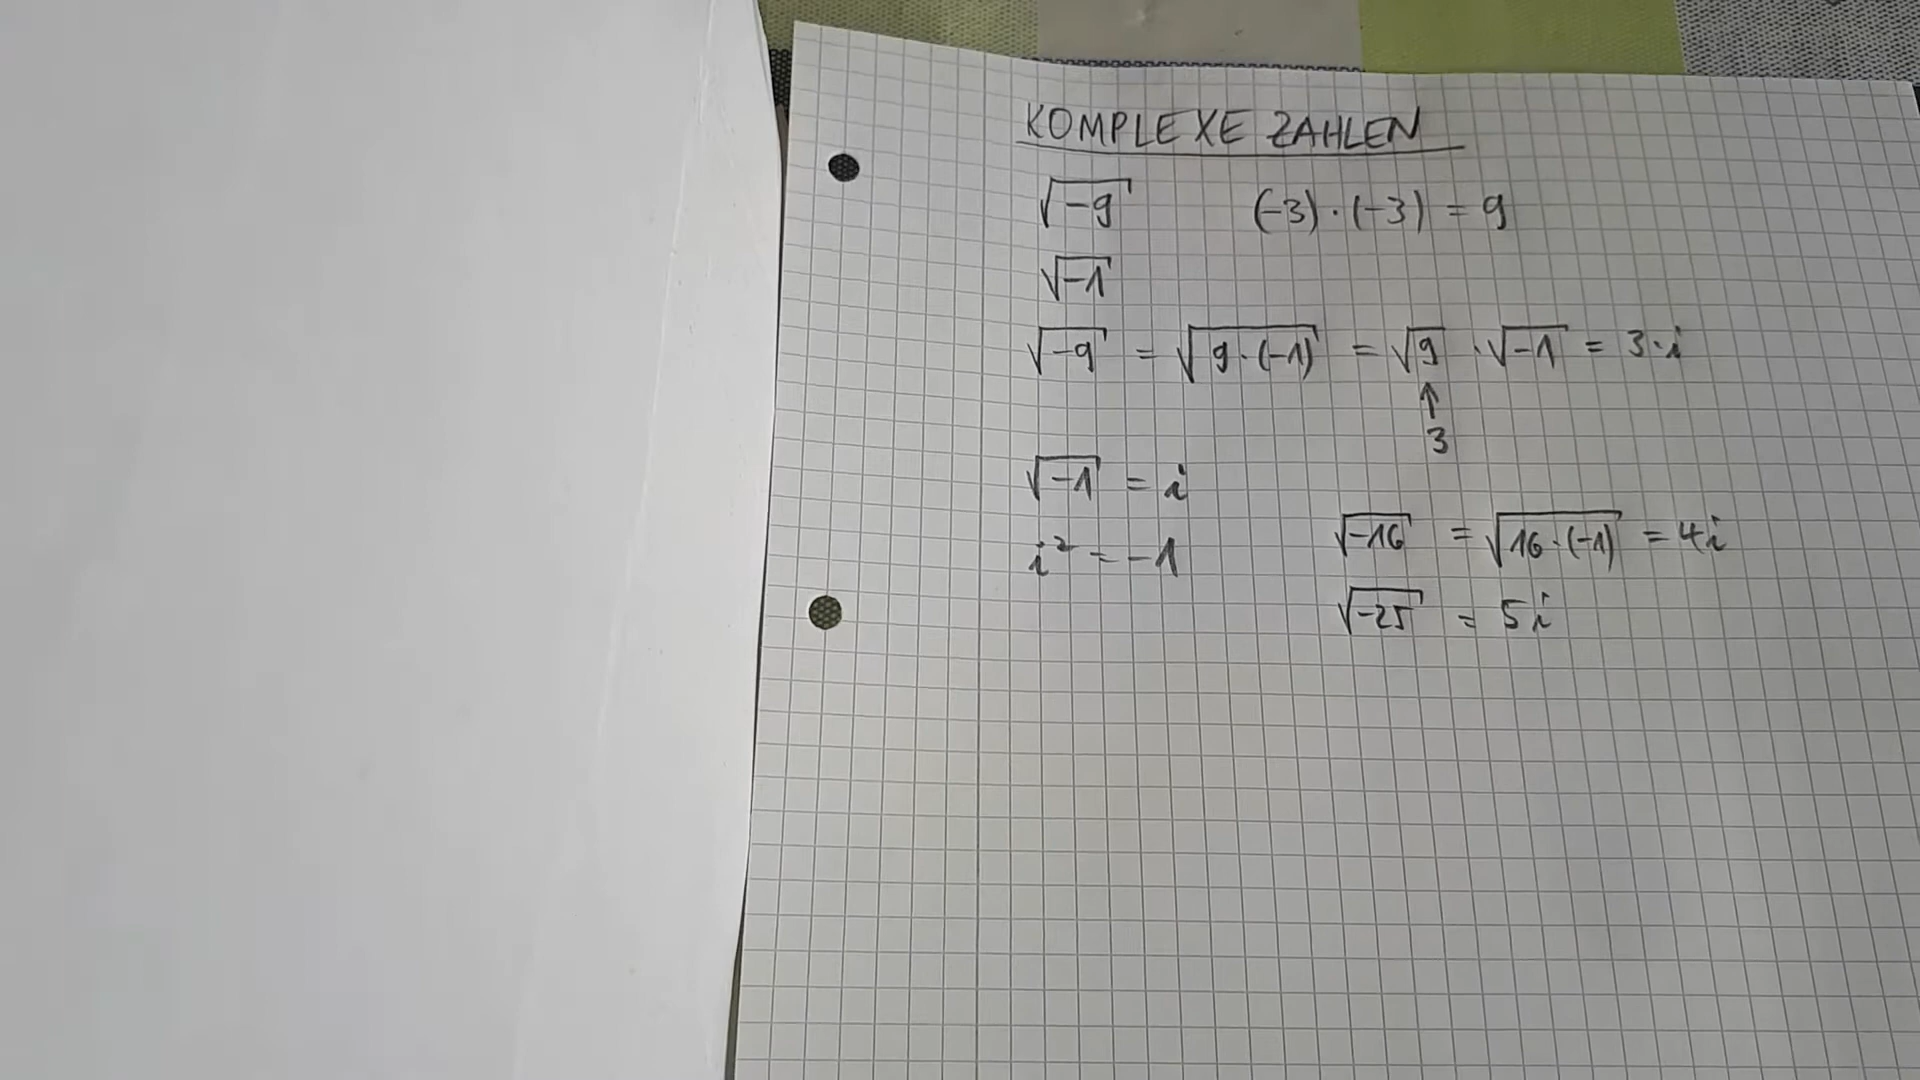 KOMPLEXE ZAHLEN
√-9 (-3)·(-3) = 9
√-1
√-9 = √9·(-1) = √9 · √-1 = 3·i
↑
3
√-1 = i
i² = -1
√-16 = √16·(-1) = 4i
√-25 = 5i